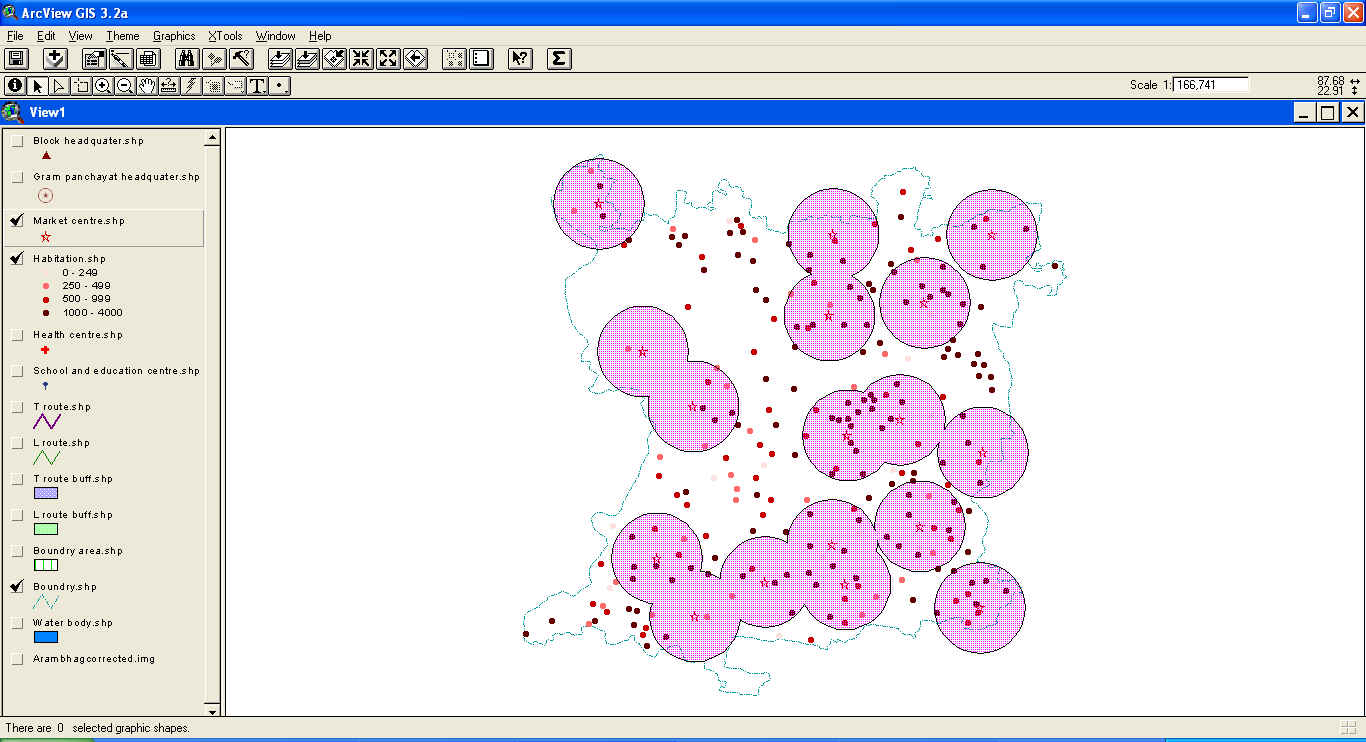 ArcView GIS 3.2a
File Edit View Theme Graphics XTools Window Help
Scale 1: 166,741
87.68
22.91
View1
Block headquater.shp
Gram panchayat headquater.shp
Market centre.shp
Habitation.shp
0 - 249
250 - 499
500 - 999
1000 - 4000
Health centre.shp
School and education centre.shp
T route.shp
L route.shp
T route buff.shp
L route buff.shp
Boundry area.shp
Boundry.shp
Water body.shp
Arambhagcorrected.img
There are 0 selected graphic shapes.